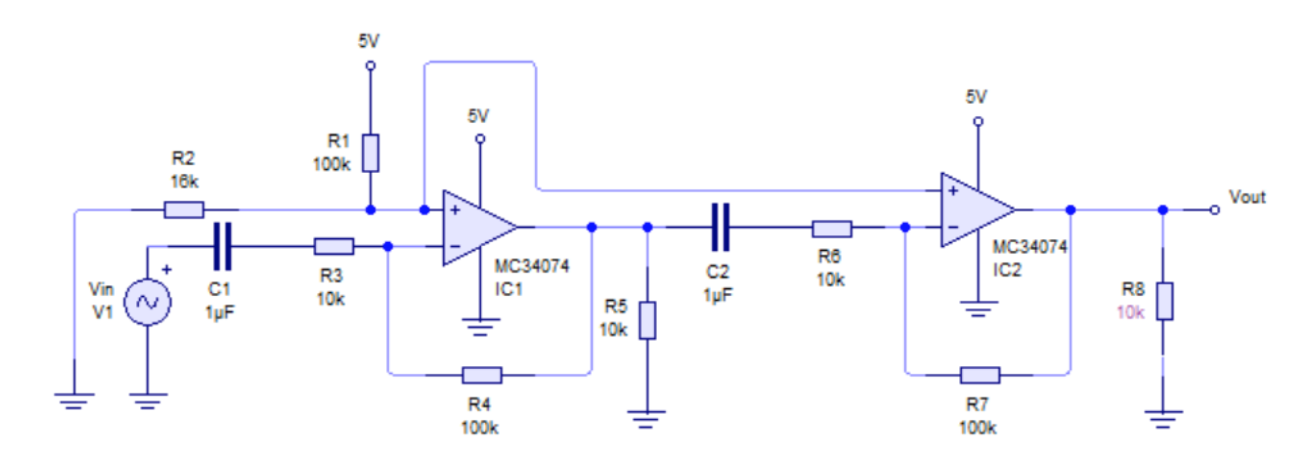 5V
R1
100k
R2
16k
5V
+
−
MC34074
IC1
+
Vin
V1
C1
1µF
R3
10k
R4
100k
R5
10k
C2
1µF
R6
10k
5V
+
−
MC34074
IC2
R7
100k
R8
10k
Vout